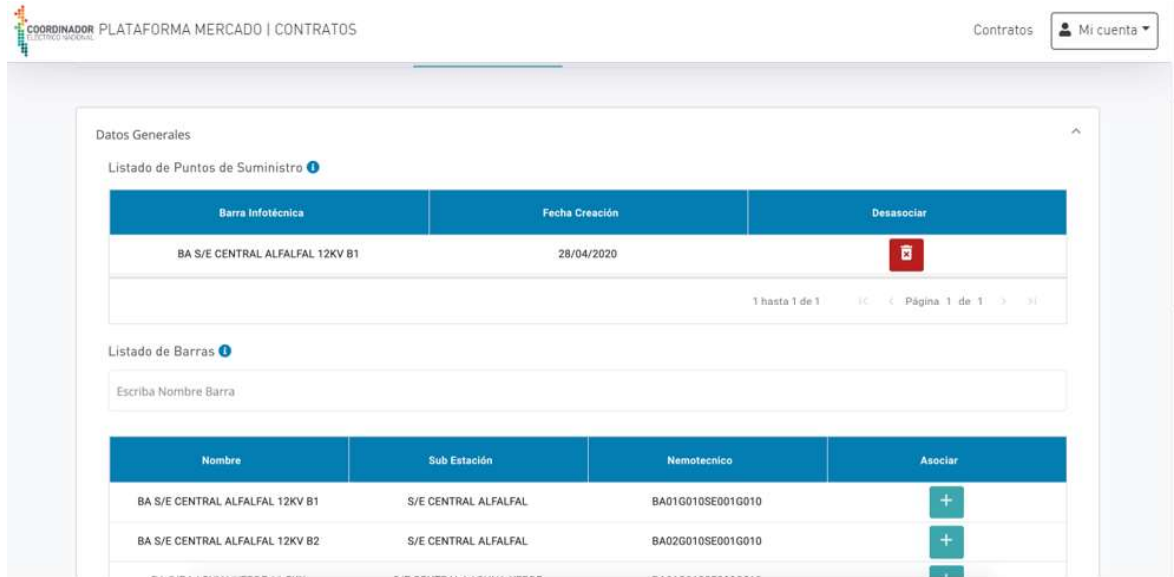 COORDINADOR
ELÉCTRICO NACIONAL
PLATAFORMA MERCADO | CONTRATOS
Contratos
Mi cuenta
Datos Generales
Listado de Puntos de Suministro
Barra Infotécnica Fecha Creación Desasociar
BA S/E CENTRAL ALFALFAL 12KV B1 28/04/2020
1 hasta 1 de 1 Página 1 de 1
Listado de Barras
Escriba Nombre Barra
Nombre Sub Estación Nemotecnico Asociar
BA S/E CENTRAL ALFALFAL 12KV B1 S/E CENTRAL ALFALFAL BA01G010SE001G010
BA S/E CENTRAL ALFALFAL 12KV B2 S/E CENTRAL ALFALFAL BA02G010SE001G010